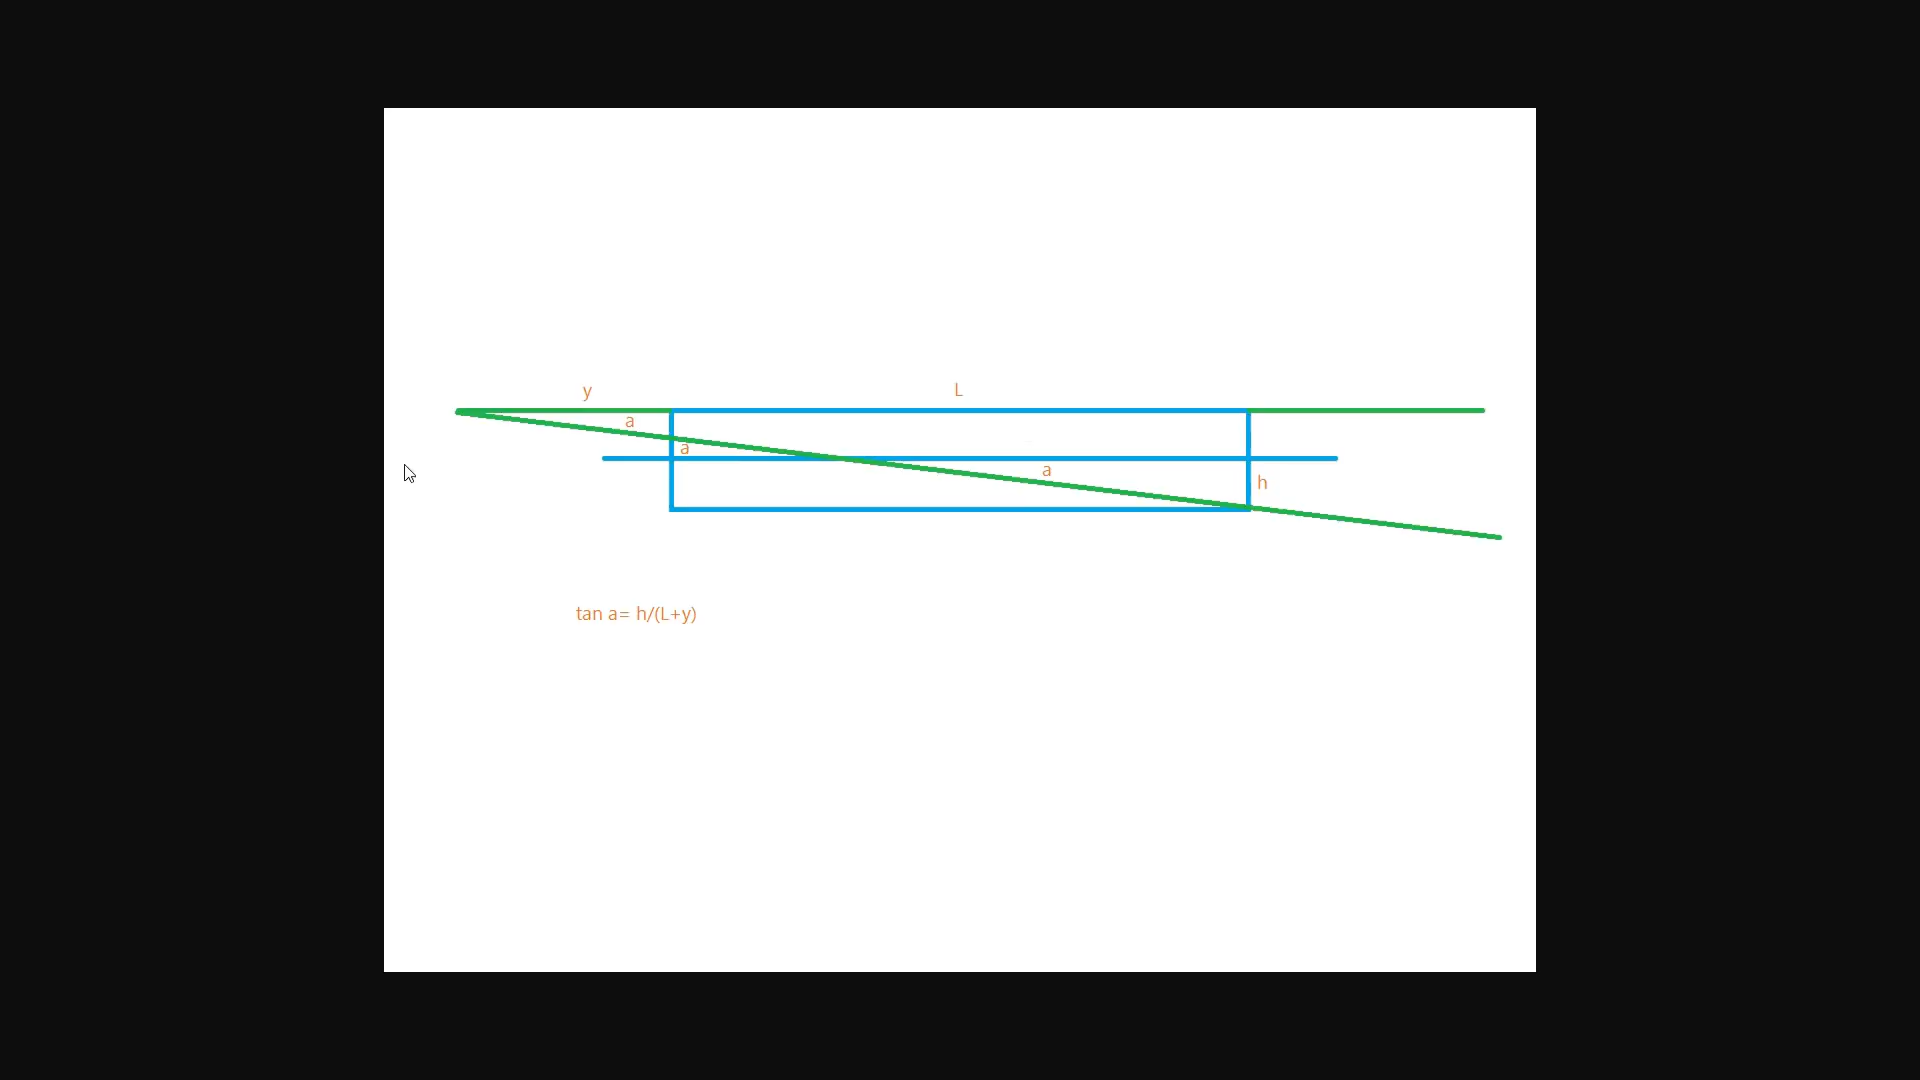 y
L
a
a
a
h
tan a= h/(L+y)